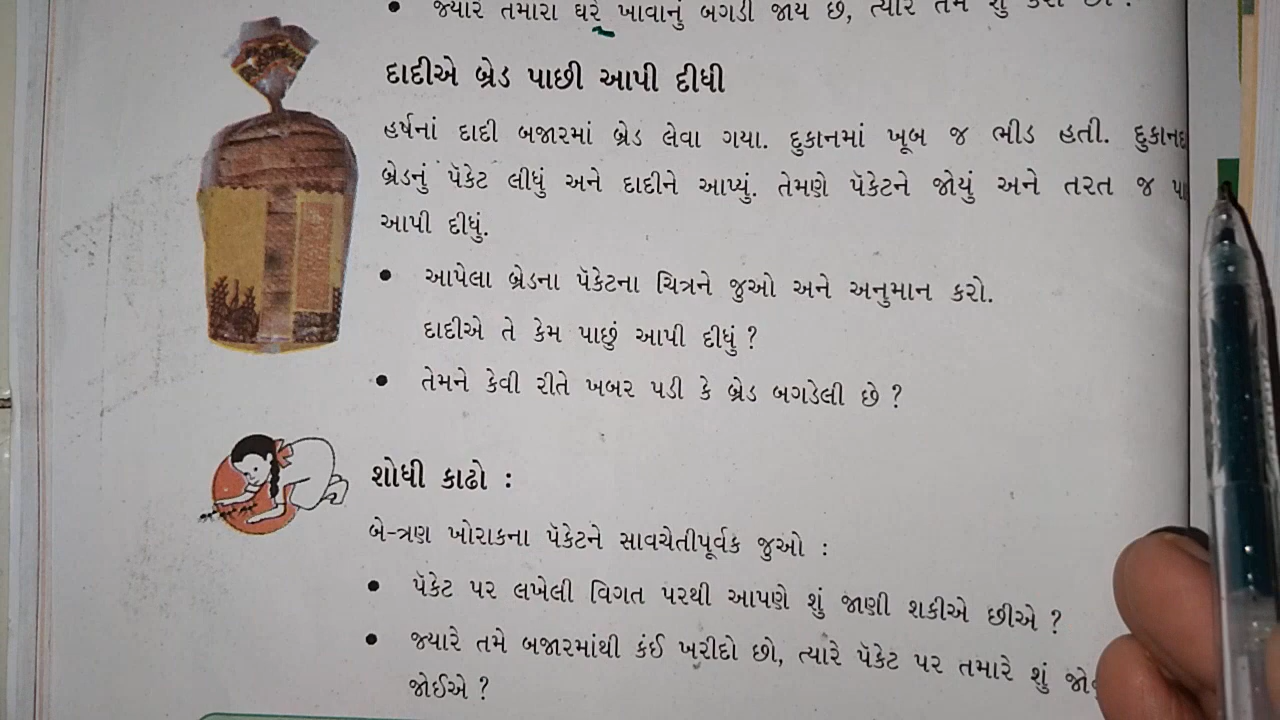 • જ્યારે તમારા ઘરે ખાવાનું બગડી જાય છે, ત્યારે તમે શું
દાદીએ બ્રેડ પાછી આપી દીધી
હર્ષનાં દાદી બજારમાં બ્રેડ લેવા ગયા. દુકાનમાં ખૂબ જ ભીડ હતી.
બ્રેડનું પૅકેટ લીધું અને દાદીને આપ્યું. તેમણે પૅકેટને જોયું અને તરત જ
આપી દીધું.
• આપેલા બ્રેડના પૅકેટના ચિત્રને જુઓ અને અનુમાન કરો.
દાદીએ તે કેમ પાછું આપી દીધું ?
• તેમને કેવી રીતે ખબર પડી કે બ્રેડ બગડેલી છે ?
શોધી કાઢો :
બે-ત્રણ ખોરાકના પૅકેટને સાવચેતીપૂર્વક જુઓ :
• પૅકેટ પર લખેલી વિગત પરથી આપણે શું જાણી શકીએ છીએ ?
• જ્યારે તમે બજારમાંથી કંઈ ખરીદો છો, ત્યારે પૅકેટ પર તમારે શું
જોઈએ ?